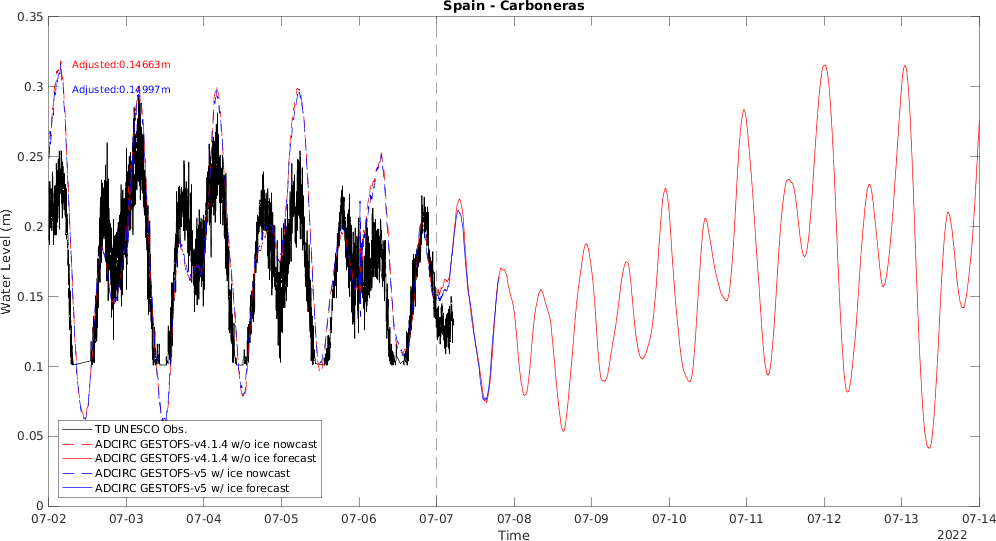 Spain - Carboneras
0.35
0.3
0.25
0.2
0.15
0.1
0.05
0
Water Level (m)
Adjusted:0.14663m
Adjusted:0.14997m
TD UNESCO Obs.
ADCIRC GESTOFS-v4.1.4 w/o ice nowcast
ADCIRC GESTOFS-v4.1.4 w/o ice forecast
ADCIRC GESTOFS-v5 w/ ice nowcast
ADCIRC GESTOFS-v5 w/ ice forecast
07-02 07-03 07-04 07-05 07-06 07-07 07-08 07-09 07-10 07-11 07-12 07-13 07-14
Time
2022